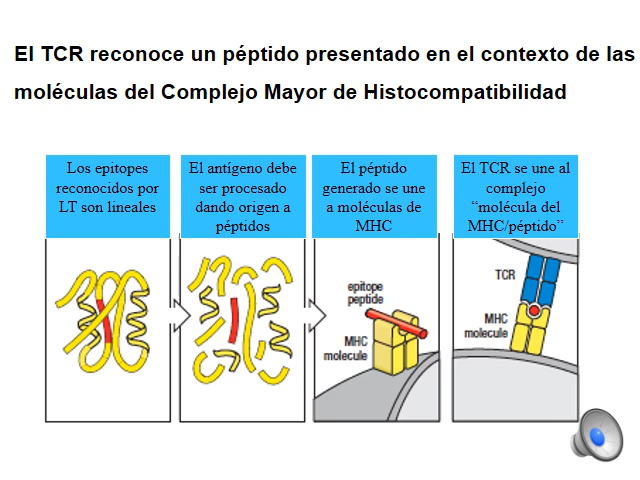 El TCR reconoce un péptido presentado en el contexto de las
moléculas del Complejo Mayor de Histocompatibilidad
Los epitopes
reconocidos por
LT son lineales
El antígeno debe
ser procesado
dando origen a
péptidos
El péptido
generado se une
a moléculas de
MHC
El TCR se une al
complejo
“molécula del
MHC/péptido”
epitope
peptide
MHC
molecule
TCR
MHC
molecule